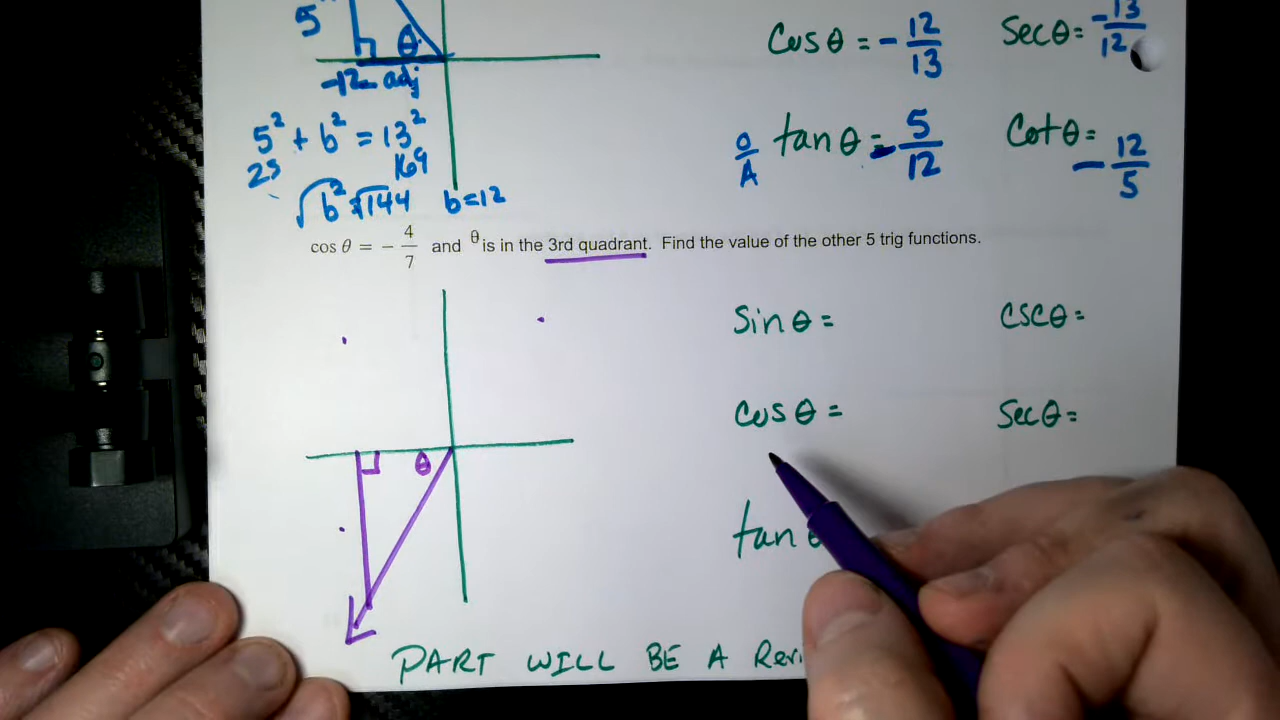 5
θ
-12 adj
cos θ = - 12/13
Sec θ = -13/12
5² + b² = 13²
25 169
√b² = √144 b=12
O/A tan θ = - 5/12
Cot θ = - 12/5
cos θ = − 4/7 and θ is in the 3rd quadrant. Find the value of the other 5 trig functions.
θ
Sin θ =
CSC θ =
Cos θ =
Sec θ =
tan θ
PART WILL BE A